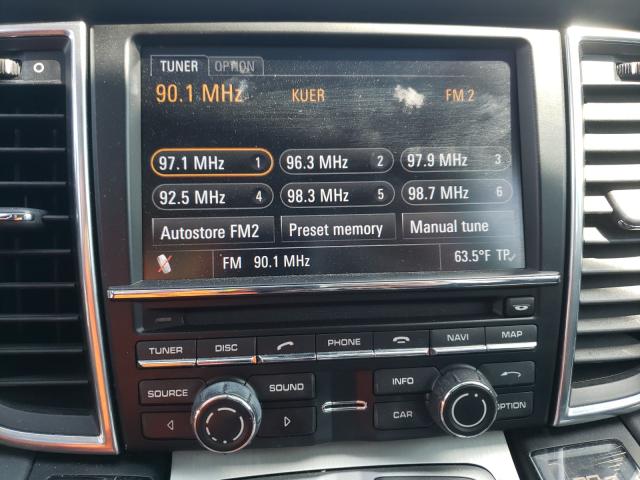 TUNER OPTION
90.1 MHz KUER FM 2
97.1 MHz 1 96.3 MHz 2 97.9 MHz 3
92.5 MHz 4 98.3 MHz 5 98.7 MHz 6
Autostore FM2 Preset memory Manual tune
FM 90.1 MHz 63.5°F TP
TUNER DISC PHONE NAVI MAP
SOURCE SOUND INFO
CAR OPTION